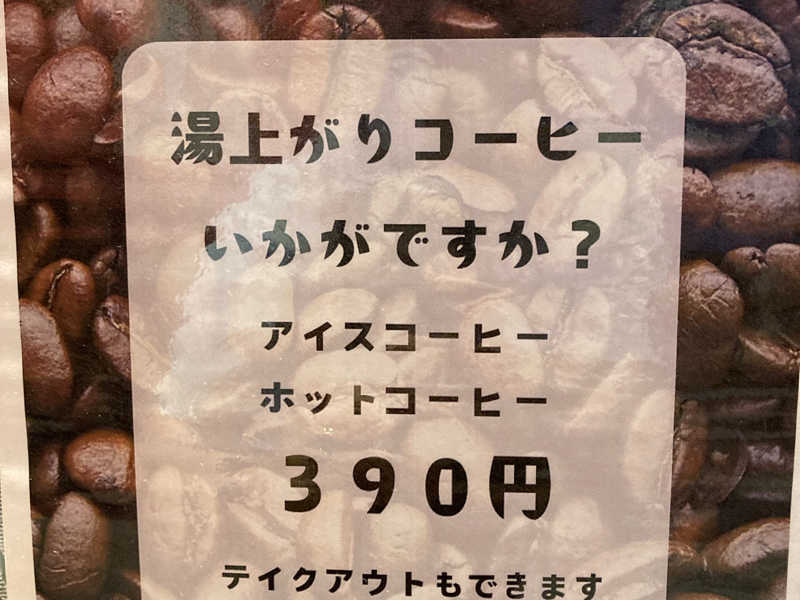 湯上がりコーヒー
いかがですか？
アイスコーヒー
ホットコーヒー
３９０円
テイクアウトもできます